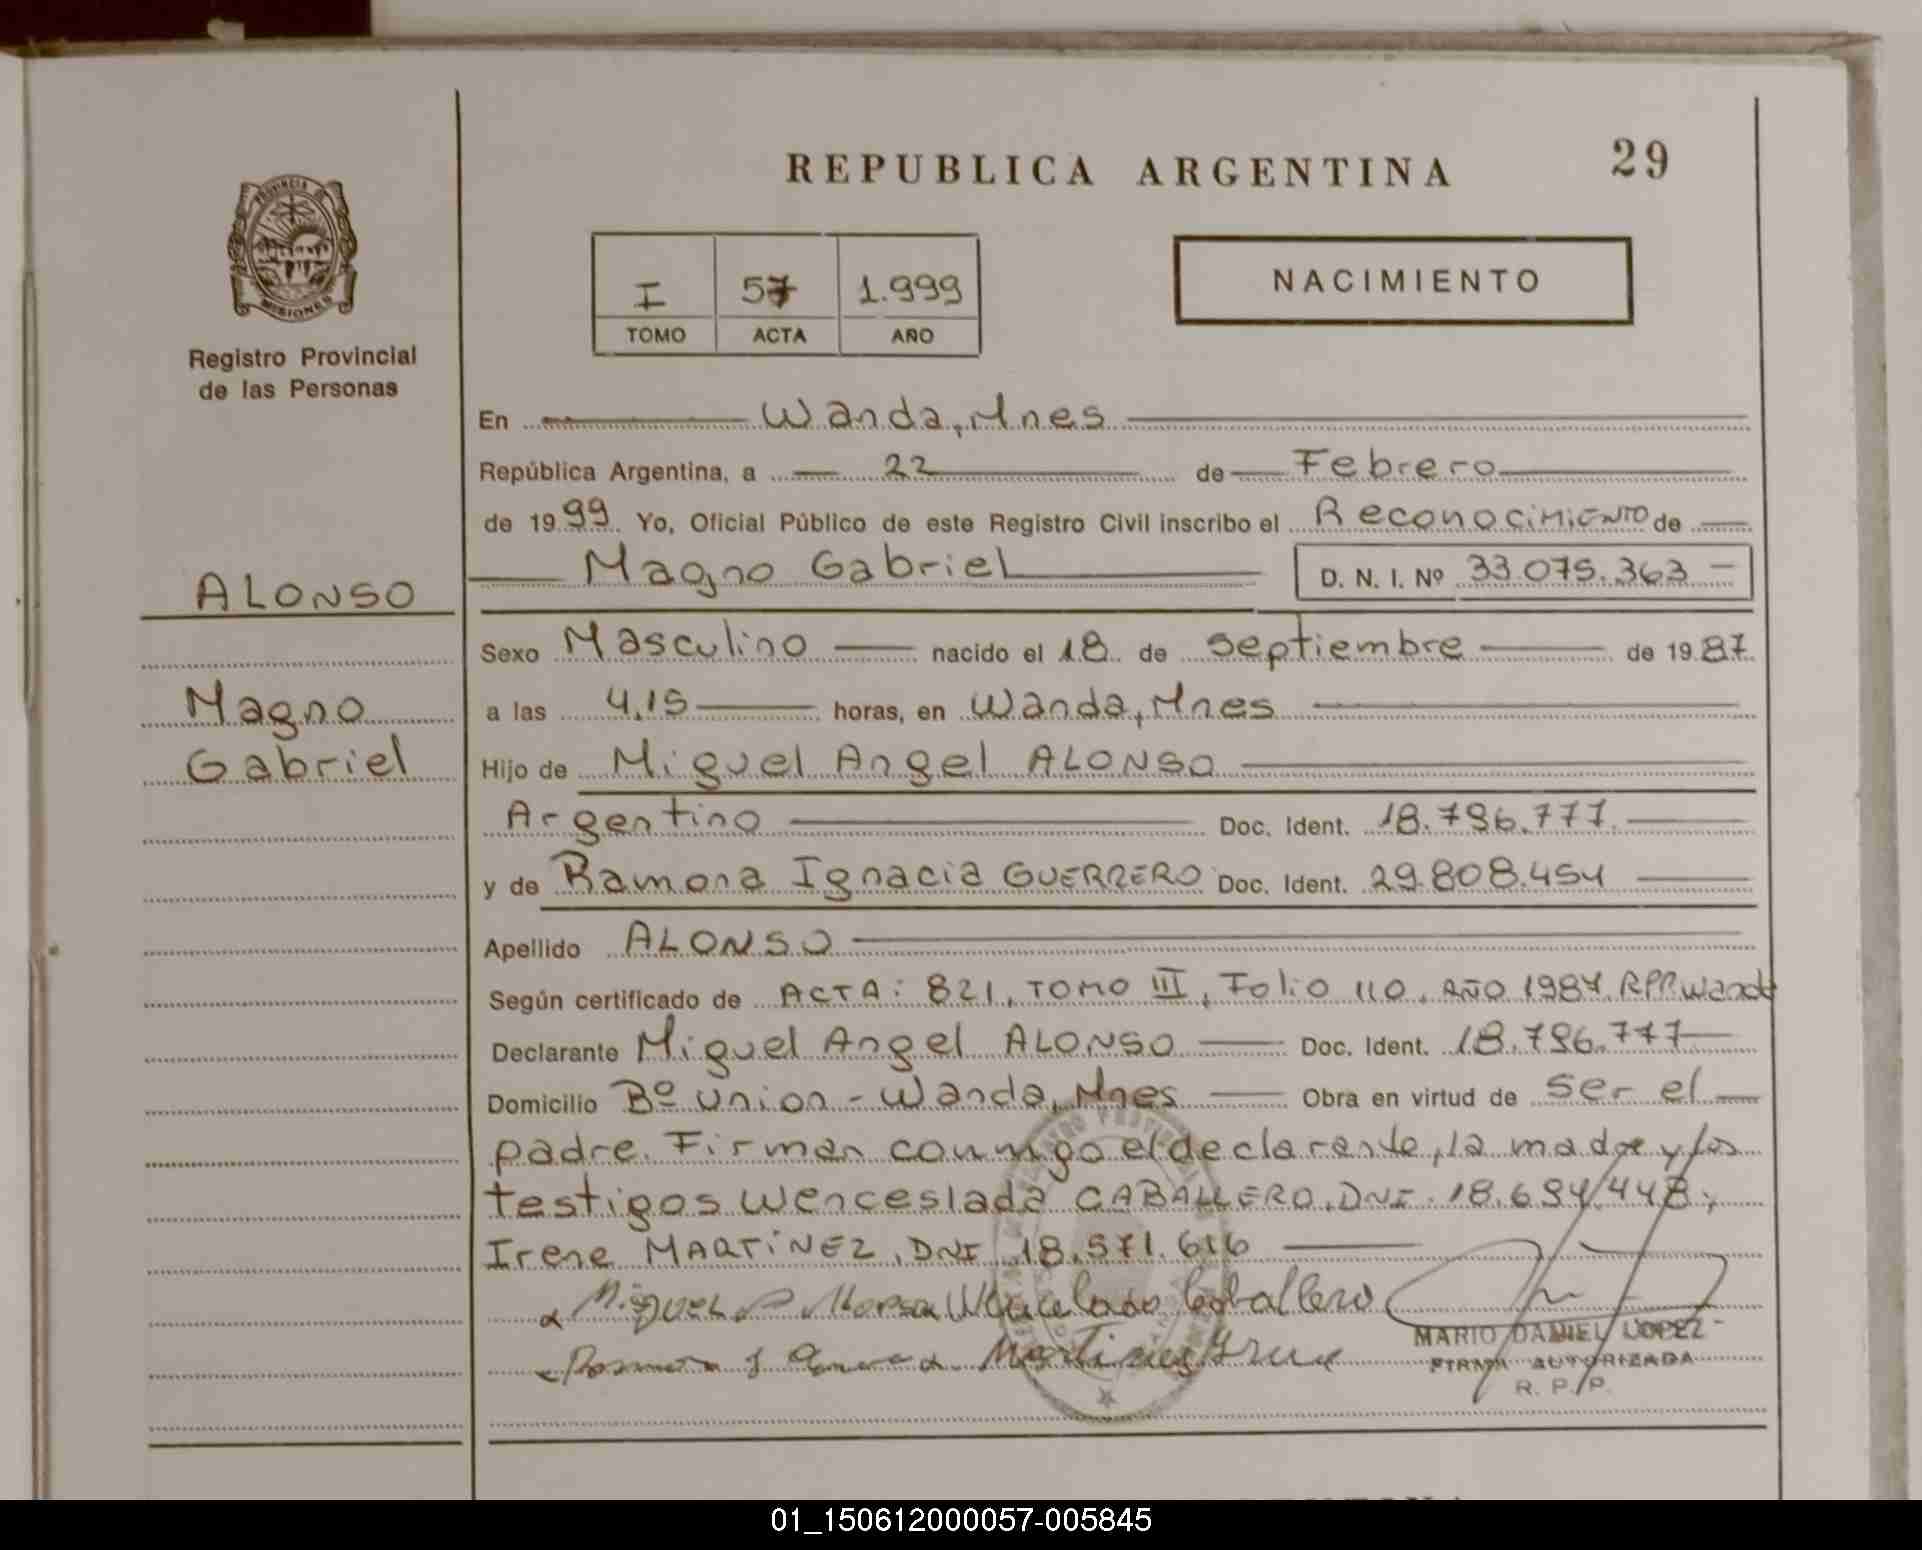 REPUBLICA ARGENTINA
29
PROVINCIA DE
MISIONES
Registro Provincial
de las Personas
I 57 1.999
TOMO ACTA AÑO
NACIMIENTO
En Wanda, Mnes
República Argentina, a 22 de Febrero
de 1999 Yo, Oficial Público de este Registro Civil inscribo el Reconocimiento de
Magno Gabriel D. N. I. Nº 33.075.363
ALONSO
Magno
Gabriel
Sexo Masculino nacido el 18 de septiembre de 1987
a las 4,15 horas, en Wanda, Mnes
Hijo de Miguel Angel ALONSO
Argentino Doc. Ident. 18.796.777
y de Ramona Ignacia GUERRERO Doc. Ident. 29.808.454
Apellido ALONSO
Según certificado de ACTA: 821, TOMO III, Folio 110, AÑO 1987, RPP. Wanda
Declarante Miguel Angel ALONSO Doc. Ident. 18.796.777
Domicilio Bº Union - Wanda, Mnes Obra en virtud de ser el
padre. Firman conmigo el declarante, la madre y los
testigos Wenceslada CABALLERO, DNI. 18.694.448,
Irene MARTINEZ, DNI 18.571.616
Miguel A Caballero
Martinez Irene
MARIO DANIEL LOPEZ
FIRMA AUTORIZADA
R. P. P.
01_150612000057-005845